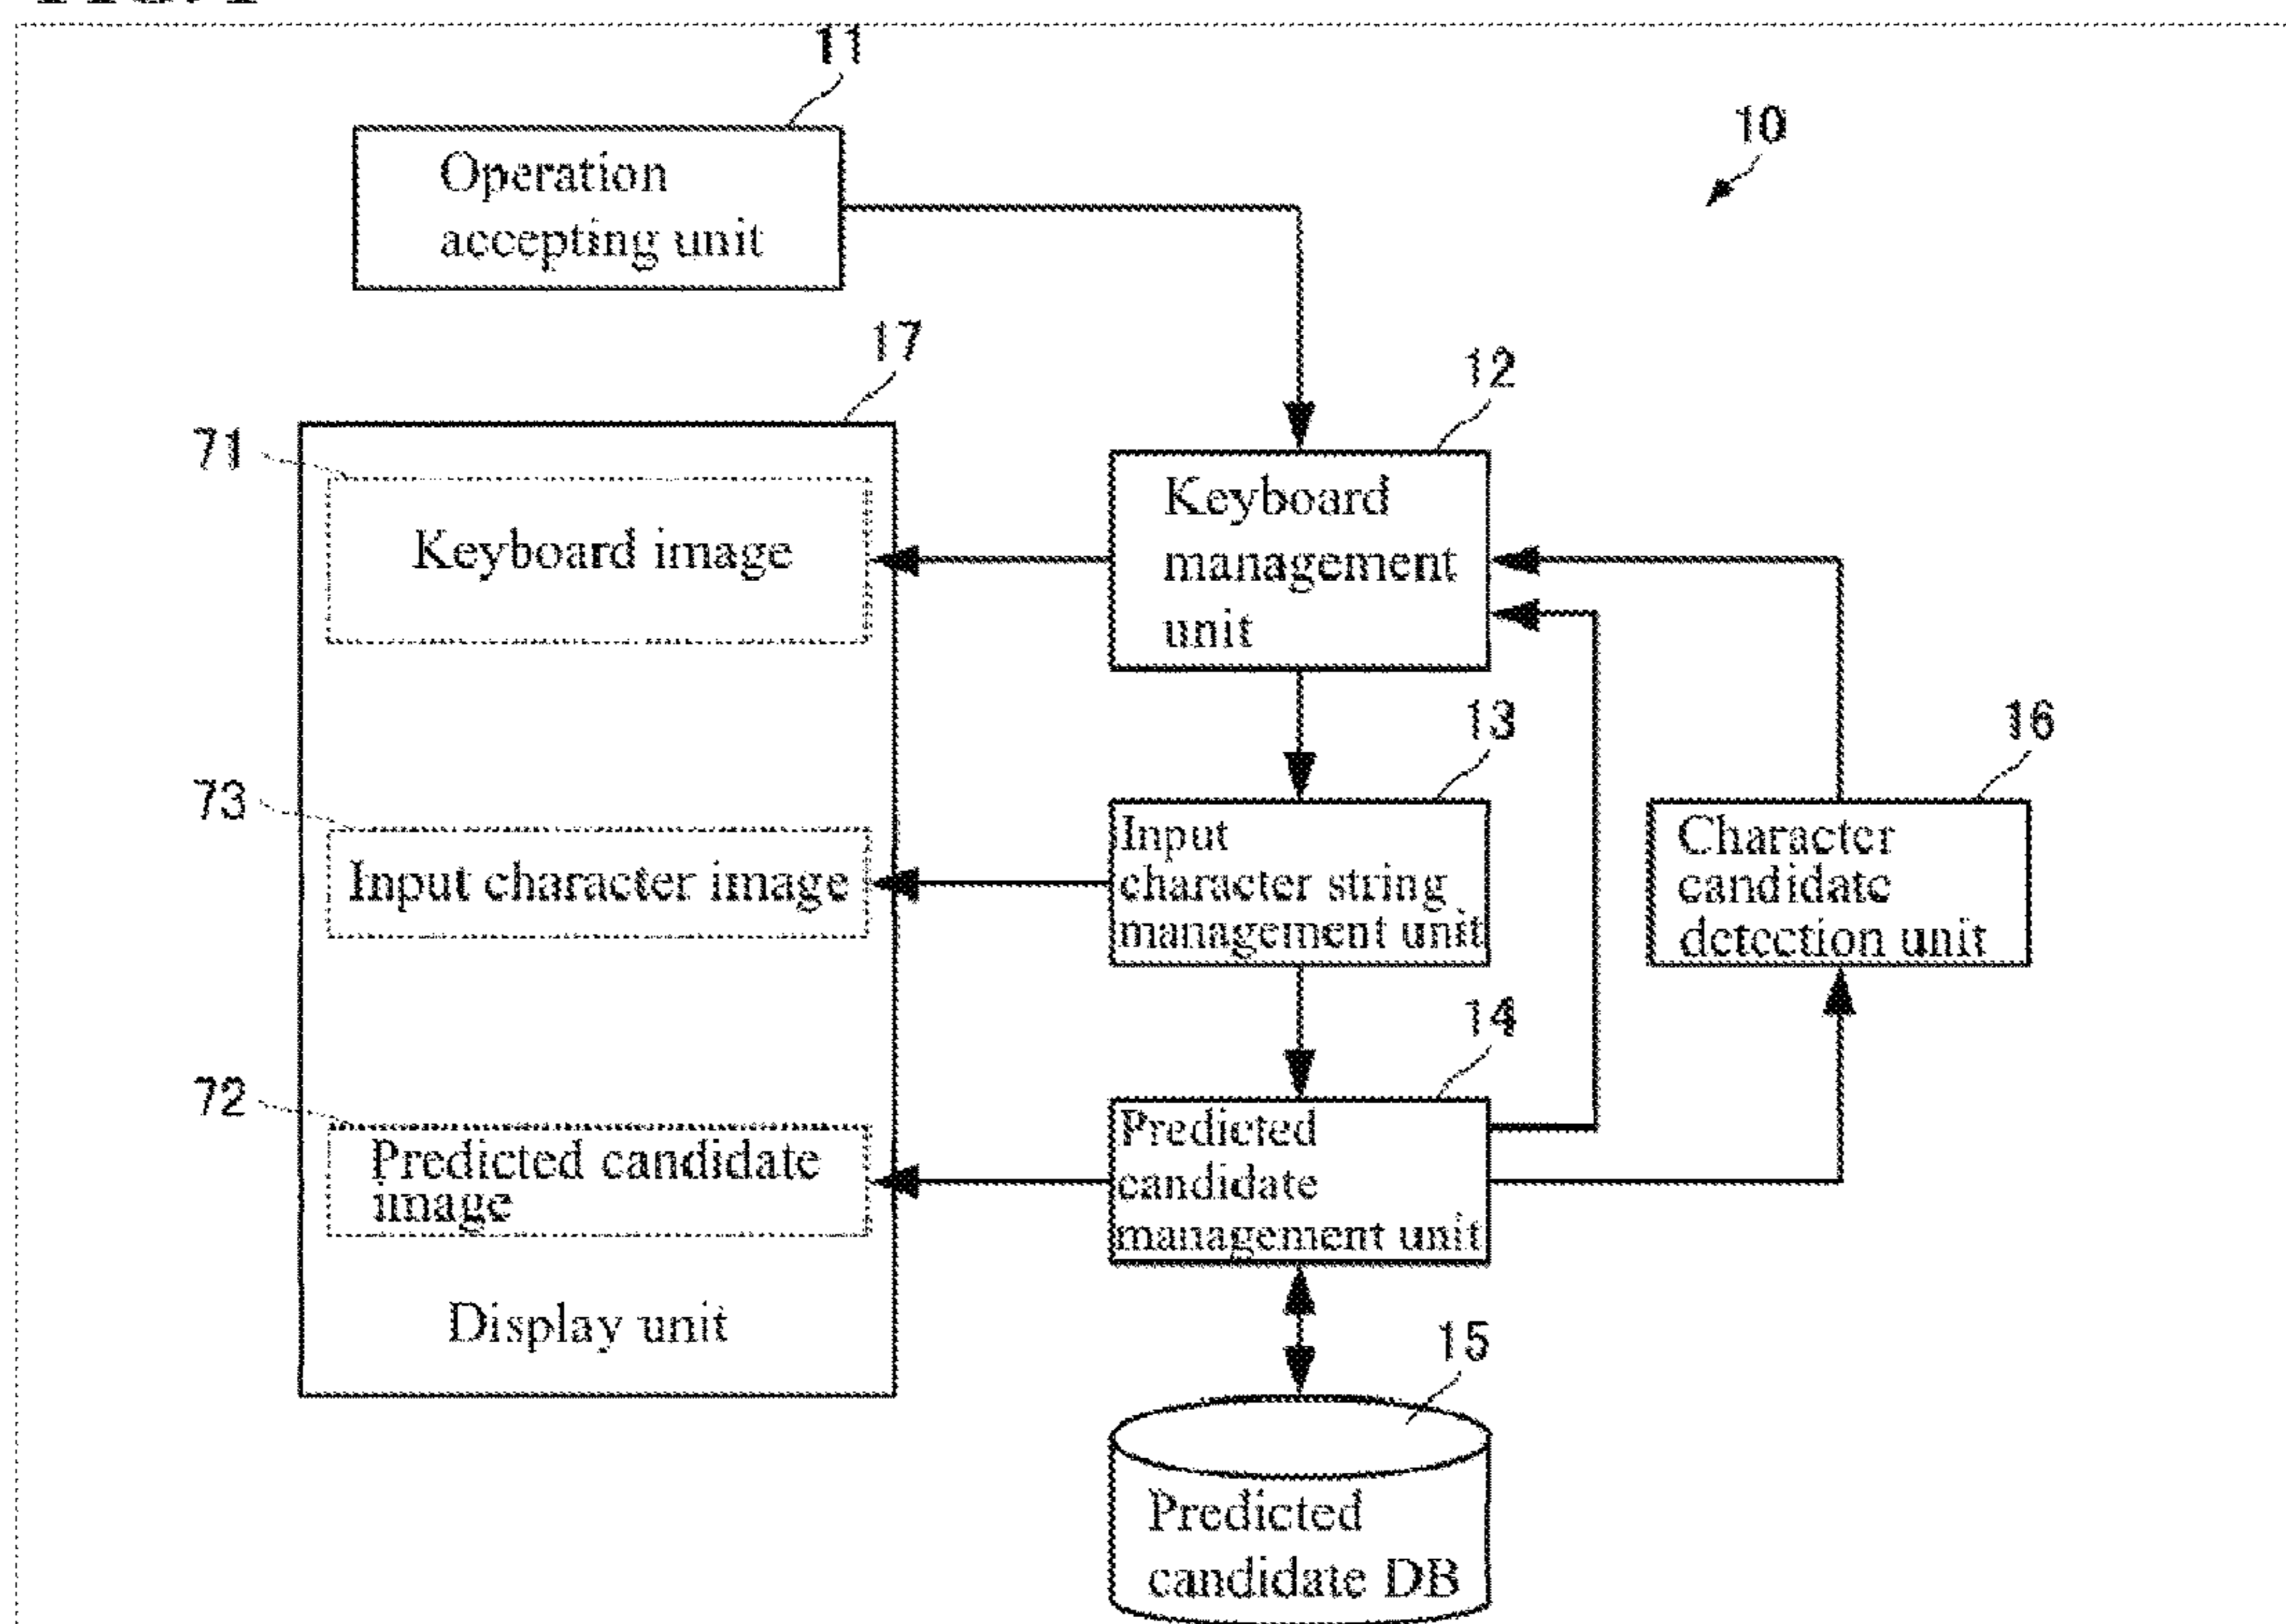 11
10
Operation
accepting unit
17
12
71
Keyboard image
Keyboard
management
unit
13
16
73
Input character image
Input
character string
management unit
Character
candidate
detection unit
14
72
Predicted candidate
image
Predicted
candidate
management unit
Display unit
15
Predicted
candidate DB